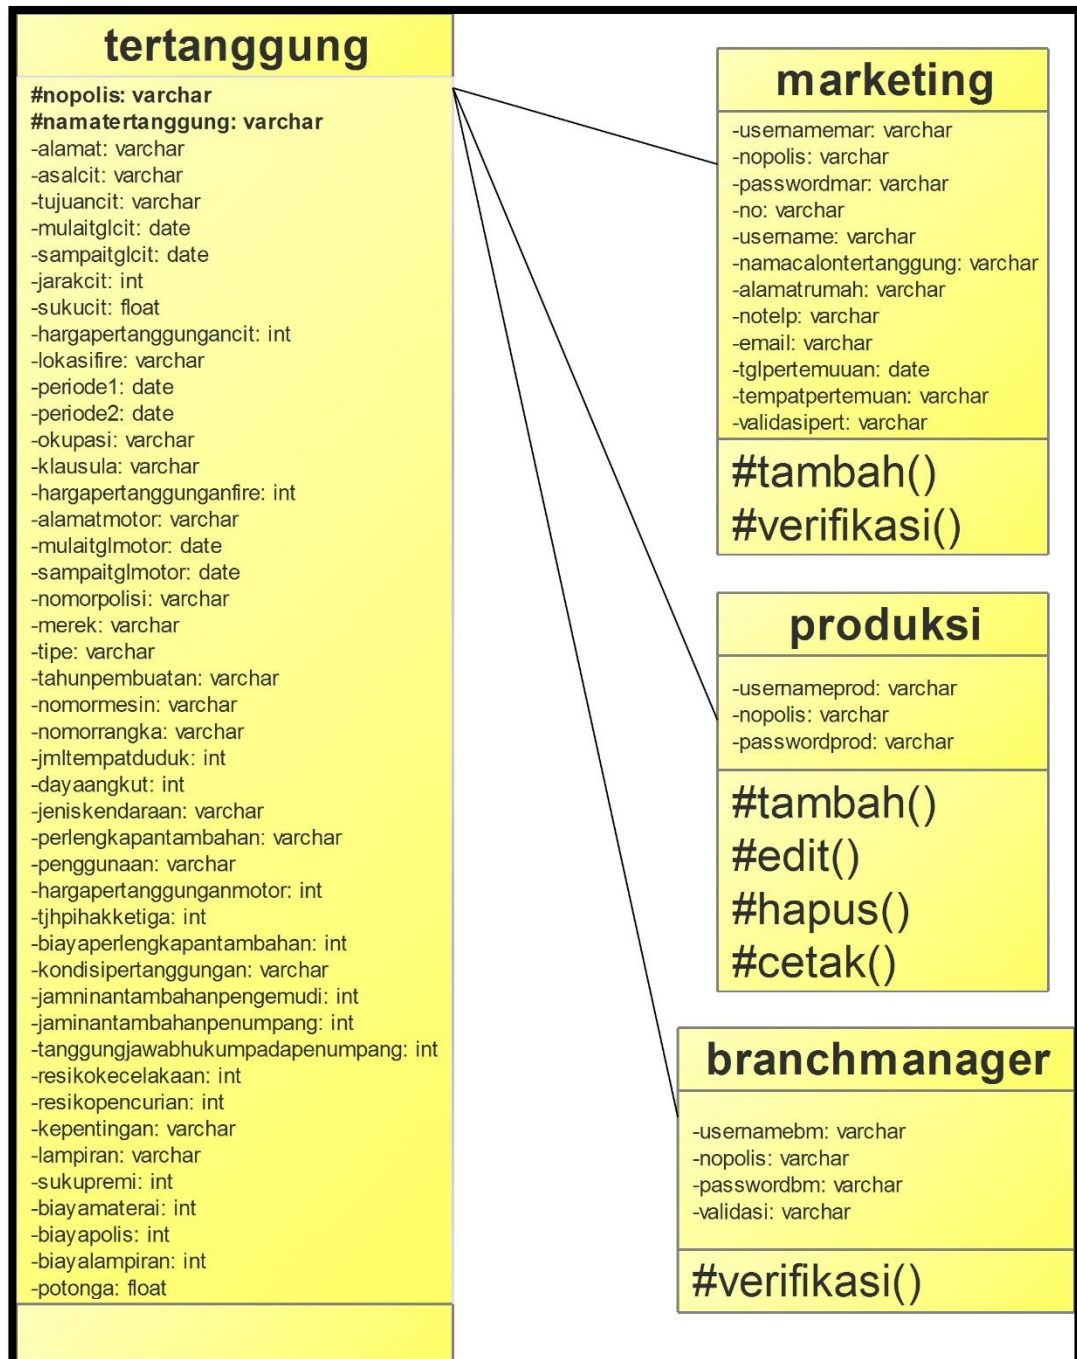 tertanggung
#nopolis: varchar
#namatertanggung: varchar
-alamat: varchar
-asalcit: varchar
-tujuancit: varchar
-mulaitglcit: date
-sampaitglcit: date
-jarakcit: int
-sukucit: float
-hargapertanggungancit: int
-lokasifire: varchar
-periode1: date
-periode2: date
-okupasi: varchar
-klausula: varchar
-hargapertanggunganfire: int
-alamatmotor: varchar
-mulaitglmotor: date
-sampaitglmotor: date
-nomorpolisi: varchar
-merek: varchar
-tipe: varchar
-tahunpembuatan: varchar
-nomormesin: varchar
-nomorrangka: varchar
-jmltempatduduk: int
-dayaangkut: int
-jeniskendaraan: varchar
-perlengkapantambahan: varchar
-penggunaan: varchar
-hargapertanggunganmotor: int
-tjhpihakketiga: int
-biayaperlengkapantambahan: int
-kondisipertanggungan: varchar
-jamninantambahanpengemudi: int
-jaminantambahanpenumpang: int
-tanggungjawabhukumpadapenumpang: int
-resikokecelakaan: int
-resikopencurian: int
-kepentingan: varchar
-lampiran: varchar
-sukupremi: int
-biayamaterai: int
-biayapolis: int
-biayalampiran: int
-potonga: float
marketing
-usernamemar: varchar
-nopolis: varchar
-passwordmar: varchar
-no: varchar
-username: varchar
-namacalontertanggung: varchar
-alamatrumah: varchar
-notelp: varchar
-email: varchar
-tglpertemuuan: date
-tempatpertemuan: varchar
-validasipert: varchar
#tambah()
#verifikasi()
produksi
-usernameprod: varchar
-nopolis: varchar
-passwordprod: varchar
#tambah()
#edit()
#hapus()
#cetak()
branchmanager
-usernamebm: varchar
-nopolis: varchar
-passwordbm: varchar
-validasi: varchar
#verifikasi()